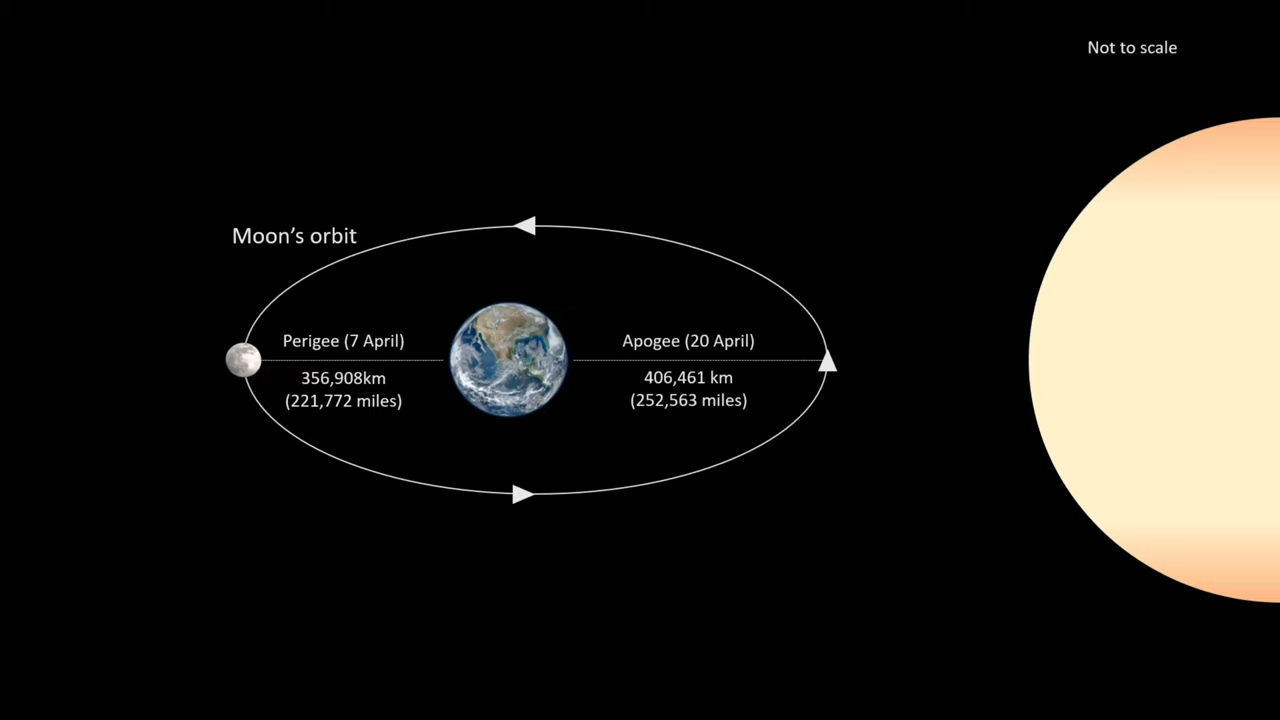 Not to scale
Moon's orbit
Perigee (7 April)
356,908km
(221,772 miles)
Apogee (20 April)
406,461 km
(252,563 miles)